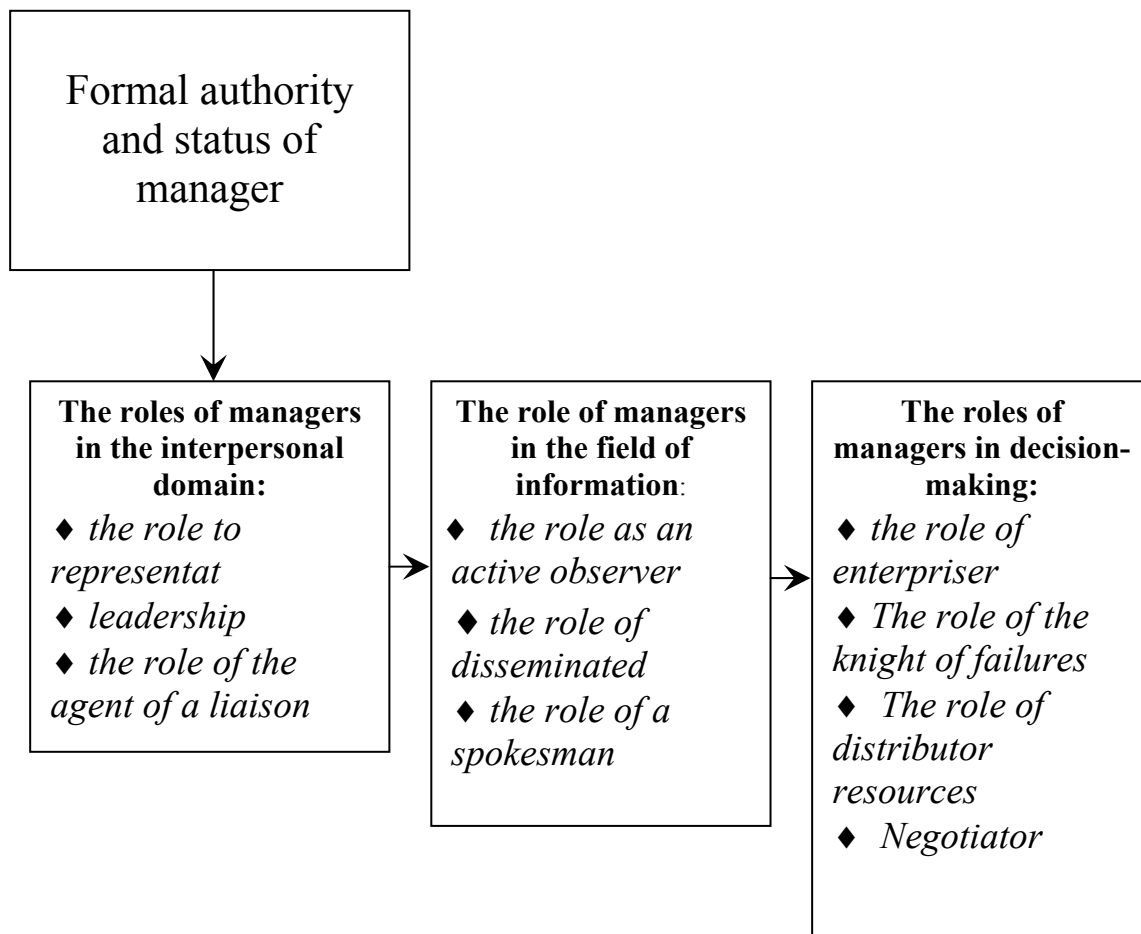 Formal authority
and status of
manager
The roles of managers
in the interpersonal
domain:
♦ the role to
representat
♦ leadership
♦ the role of the
agent of a liaison
The role of managers
in the field of
information:
♦ the role as an
active observer
♦ the role of
disseminated
♦ the role of a
spokesman
The roles of
managers in decision-
making:
♦ the role of
enterpriser
♦ The role of the
knight of failures
♦ The role of
distributor
resources
♦ Negotiator